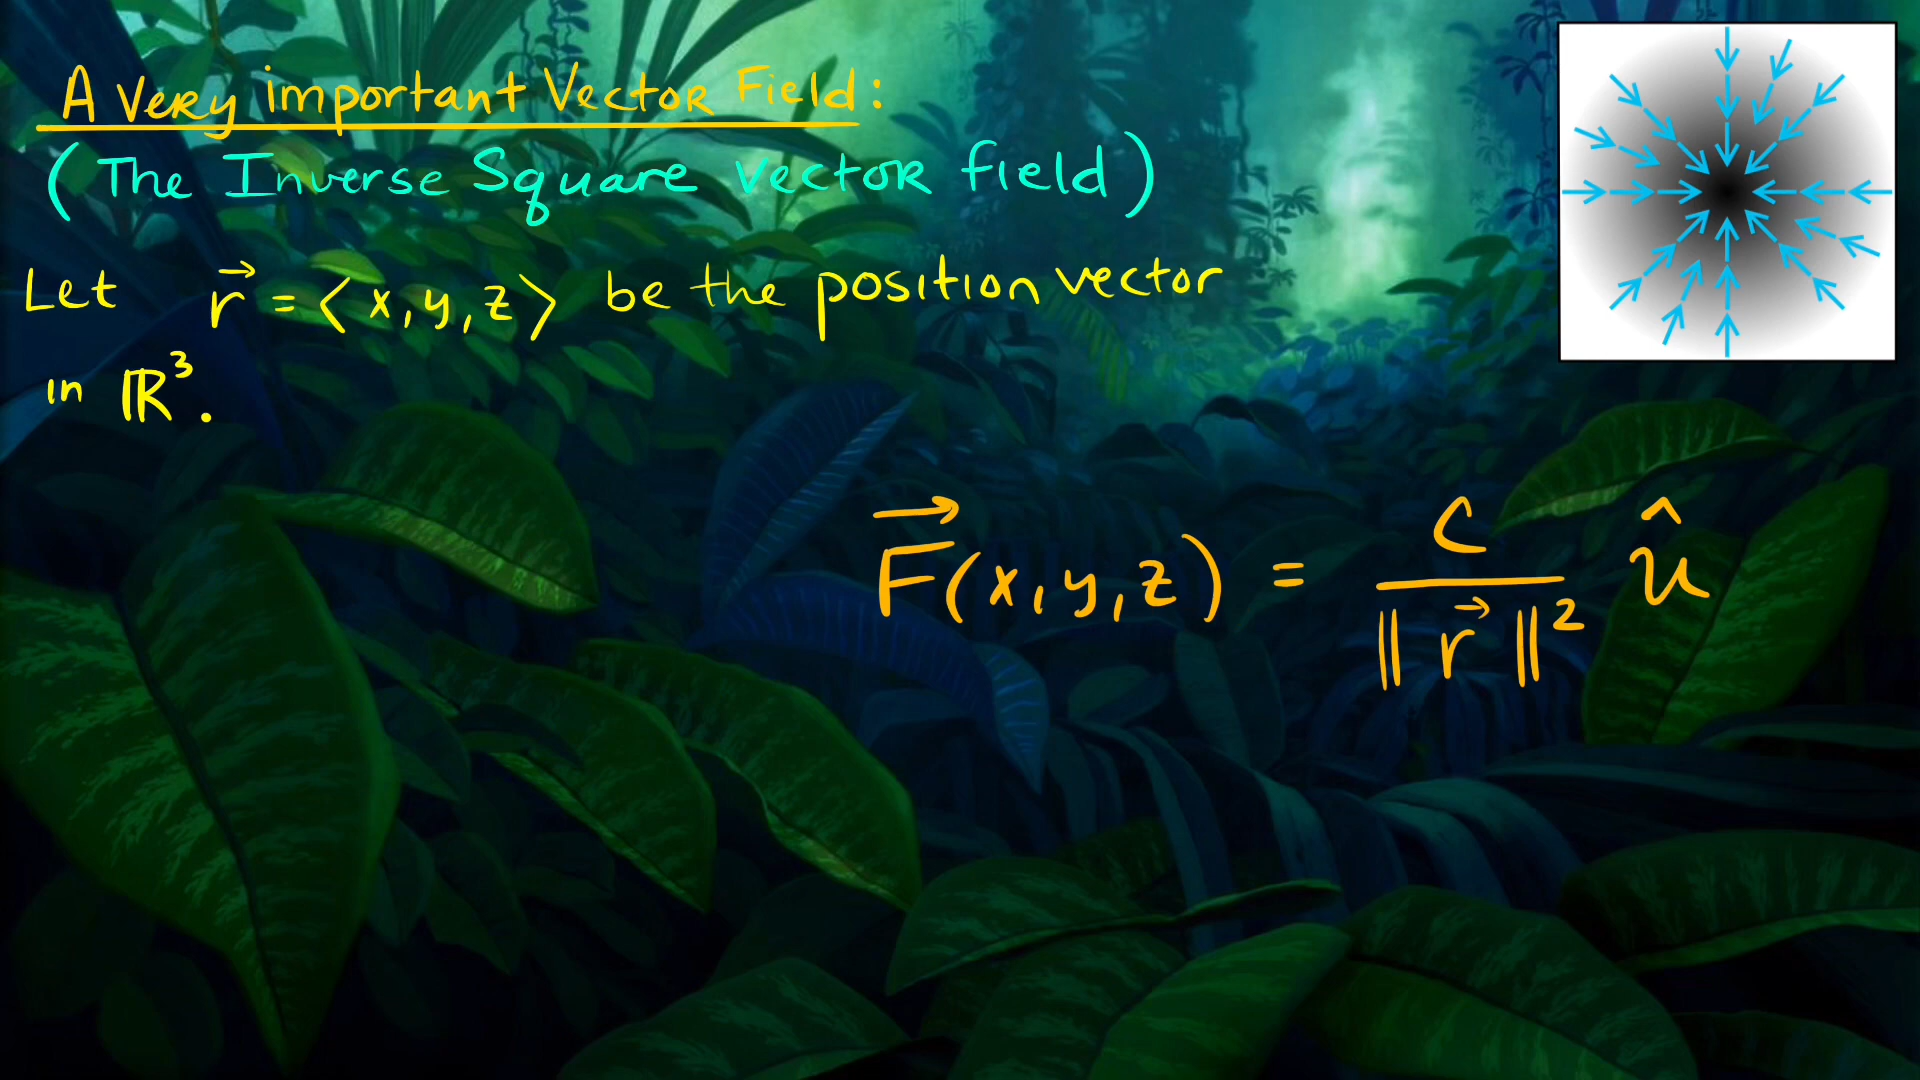 A Very important Vector Field:
(The Inverse Square vector field)
Let r⃗ = ⟨x, y, z⟩ be the position vector
in ℝ³.
F⃗(x, y, z) = c / ‖r⃗‖² û